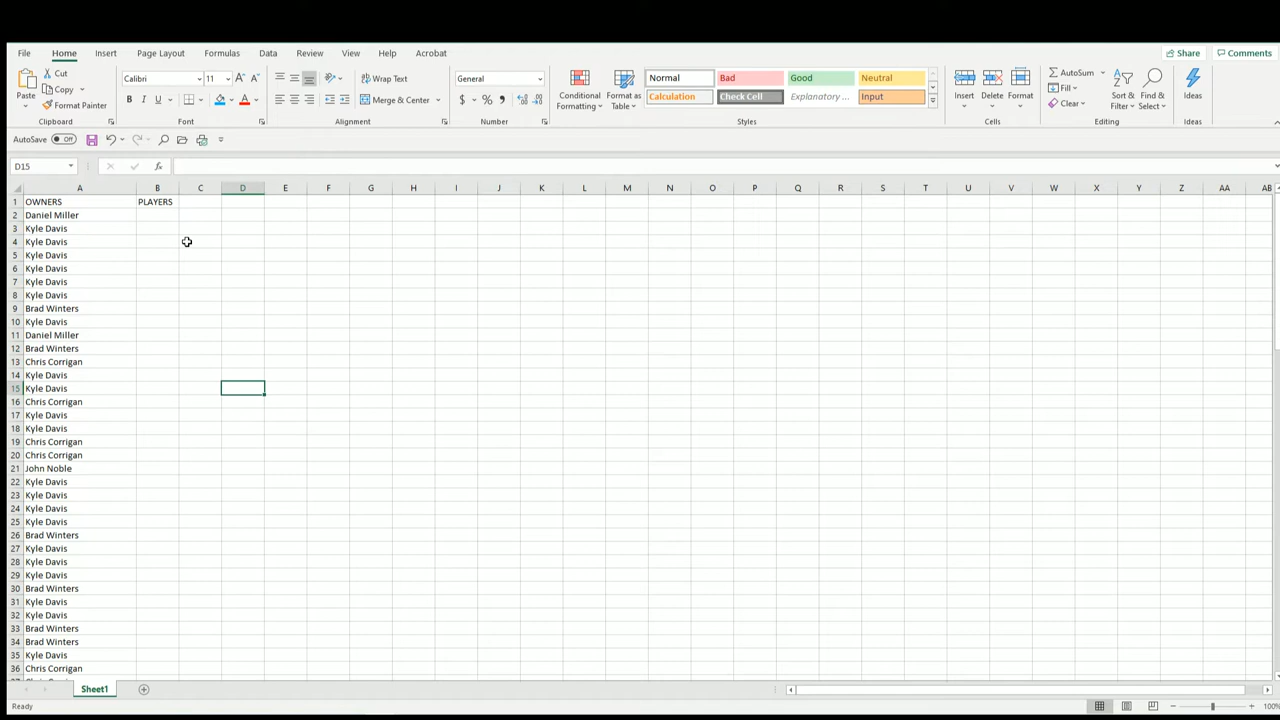 File Home Insert Page Layout Formulas Data Review View Help Acrobat Share Comments
Paste Cut Copy Format Painter Clipboard
Calibri 11 B I U A Font
Wrap Text Merge & Center Alignment
General $ % , Number
Conditional Formatting Format as Table
Normal Bad Good Neutral
Calculation Check Cell Explanatory ... Input
Styles
Insert Delete Format Cells
AutoSum Fill Clear Sort & Filter Find & Select Editing
Ideas Ideas
AutoSave Off
D15 fx
A B C D E F G H I J K L M N O P Q R S T U V W X Y Z AA AB
1 OWNERS PLAYERS
2 Daniel Miller
3 Kyle Davis
4 Kyle Davis
5 Kyle Davis
6 Kyle Davis
7 Kyle Davis
8 Kyle Davis
9 Brad Winters
10 Kyle Davis
11 Daniel Miller
12 Brad Winters
13 Chris Corrigan
14 Kyle Davis
15 Kyle Davis
16 Chris Corrigan
17 Kyle Davis
18 Kyle Davis
19 Chris Corrigan
20 Chris Corrigan
21 John Noble
22 Kyle Davis
23 Kyle Davis
24 Kyle Davis
25 Kyle Davis
26 Brad Winters
27 Kyle Davis
28 Kyle Davis
29 Kyle Davis
30 Brad Winters
31 Kyle Davis
32 Kyle Davis
33 Brad Winters
34 Brad Winters
35 Kyle Davis
36 Chris Corrigan
Sheet1
Ready 100%